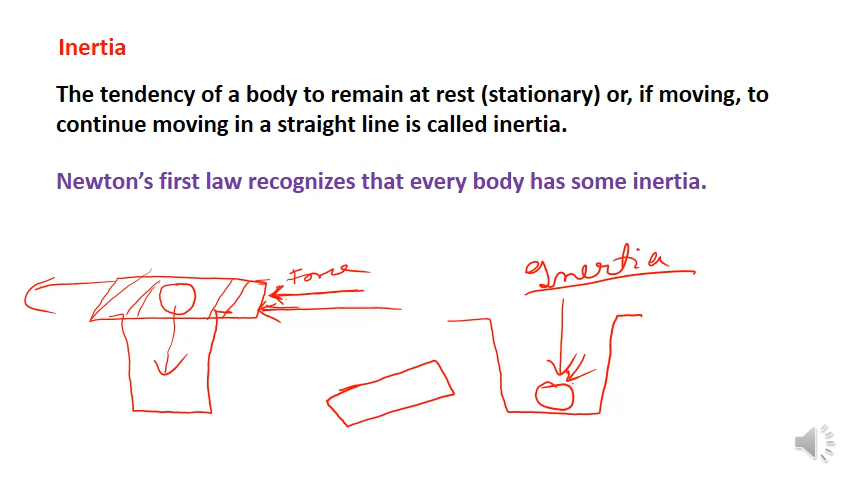 Inertia
The tendency of a body to remain at rest (stationary) or, if moving, to
continue moving in a straight line is called inertia.
Newton’s first law recognizes that every body has some inertia.
Force
Inertia